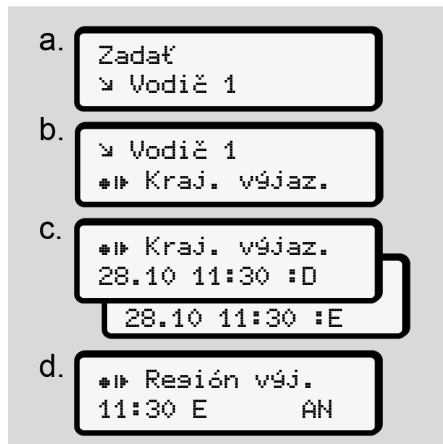 a.
Zadať
Vodič 1
b.
Vodič 1
Kraj. výjaz.
c.
Kraj. výjaz.
28.10 11:30 :D
28.10 11:30 :E
d.
Región výj.
11:30 E AN